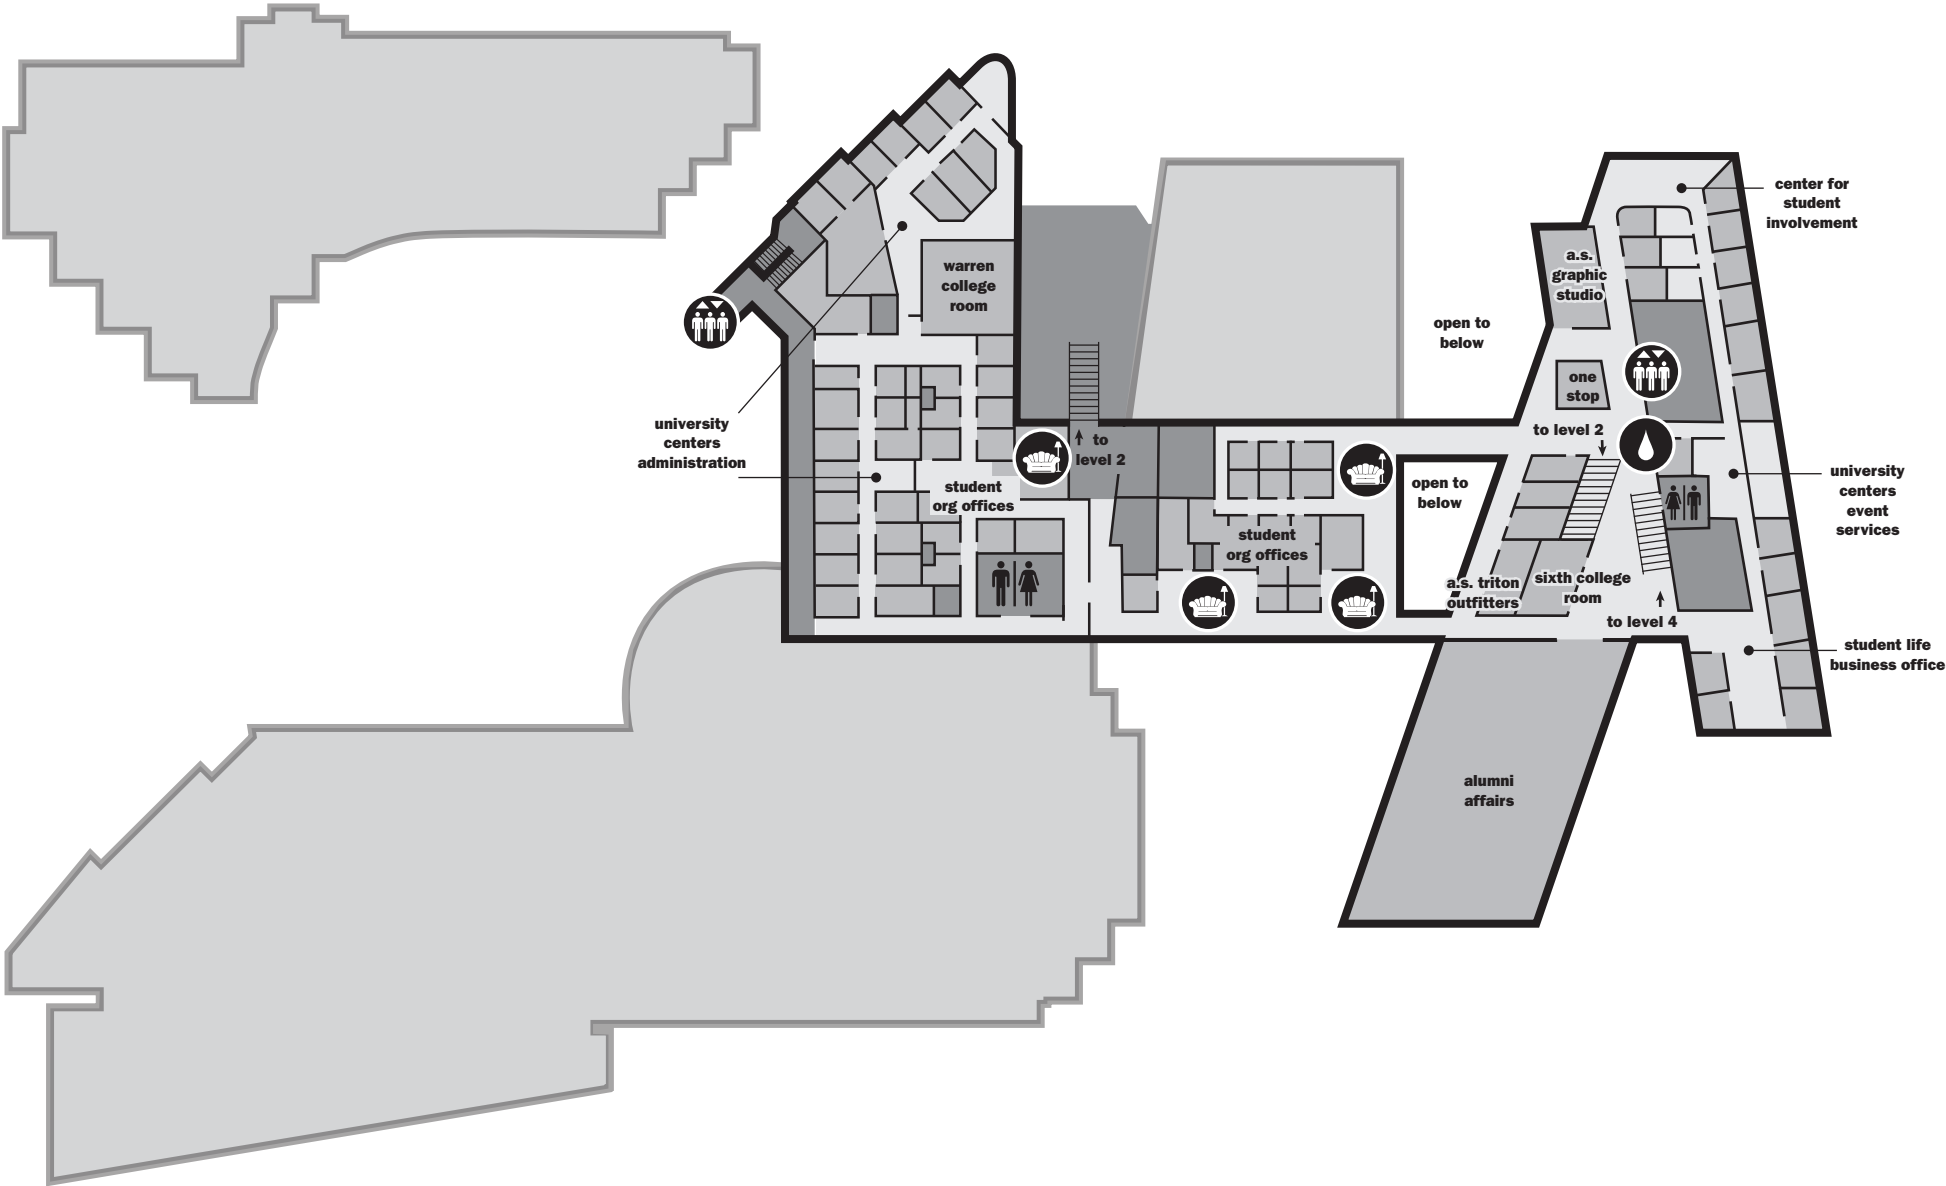 center for
student
involvement
a.s.
graphic
studio
warren
college
room
open to
below
one
stop
university
centers
administration
to level 2
to
level 2
university
centers
event
services
open to
below
student
org offices
student
org offices
a.s. triton
outfitters
sixth college
room
to level 4
student life
business office
alumni
affairs